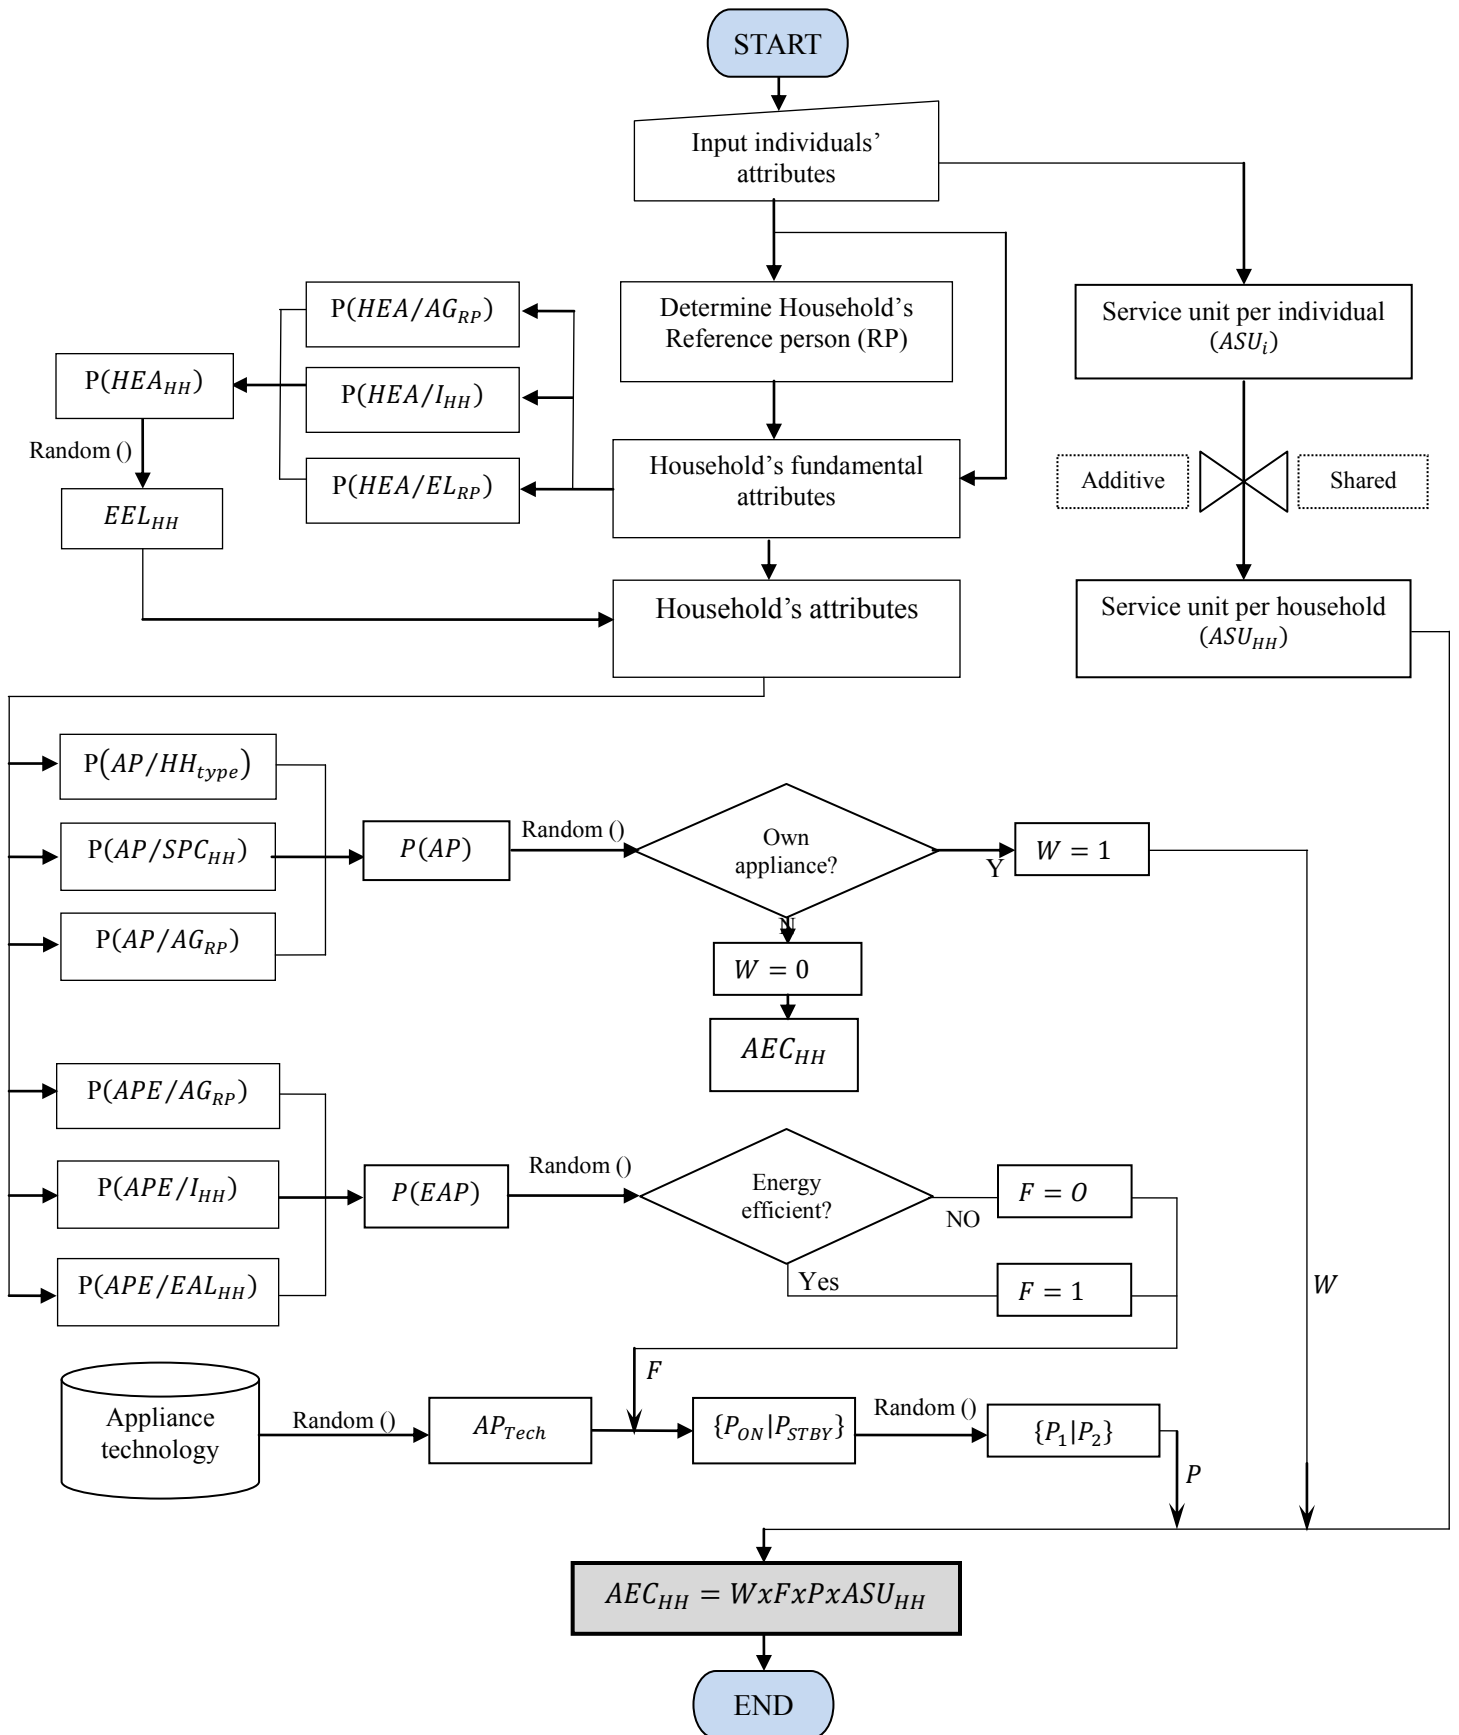 START
Input individuals’
attributes
Determine Household’s
Reference person (RP)
Service unit per individual
(ASU_i)
P(HEA/AG_RP)
P(HEA_HH)
P(HEA/I_HH)
Random ()
P(HEA/EL_RP)
EEL_HH
Household’s fundamental
attributes
Additive
Shared
Household’s attributes
Service unit per household
(ASU_HH)
P(AP/HH_type)
P(AP/SPC_HH)
P(AP/AG_RP)
P(AP)
Random ()
Own
appliance?
Y
W = 1
N
W = 0
AEC_HH
P(APE/AG_RP)
P(APE/I_HH)
P(APE/EAL_HH)
P(EAP)
Random ()
Energy
efficient?
NO
F = O
Yes
F = 1
W
F
Appliance
technology
Random ()
AP_Tech
{P_ON|P_STBY}
Random ()
{P_1|P_2}
P
AEC_HH = WxFxPxASU_HH
END